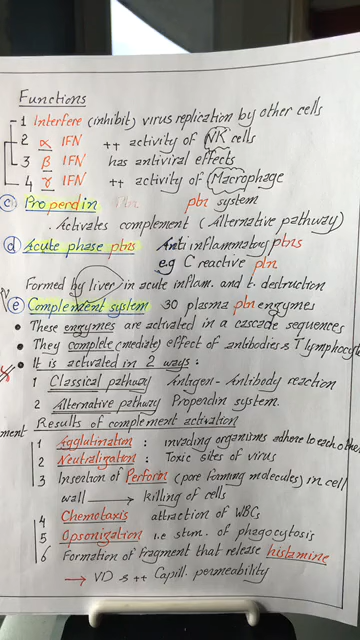 Functions
1 Interfere (inhibit) virus replication by other cells
2 α IFN ++ activity of NK cells
3 β IFN has antiviral effects
4 γ IFN ++ activity of Macrophage
c) Properdin ptn system
. Activates complement (Alternative pathway)
d) Acute phase ptns Anti inflammatory ptns
eg C reactive ptn
Formed by liver in acute inflam. and t. destruction
e) Complement system 30 plasma ptn enzymes
• These enzymes are activated in a cascade sequences
• They complete (mediate) effect of antibodies & T lymphocyte
• It is activated in 2 ways:
1 Classical pathway Antigen-Antibody reaction
2 Alternative pathway Properdin system.
Results of complement activation
1 Agglutination: invading organisms adhere to each other
2 Neutralization: Toxic sites of virus
3 Insertion of Perforin (pore forming molecules) in cell
wall → killing of cells
4 Chemotaxis attraction of WBCs
5 Opsonization i.e stim. of phagocytosis
6 Formation of fragment that release histamine
→ VD & ++ Capill. permeability